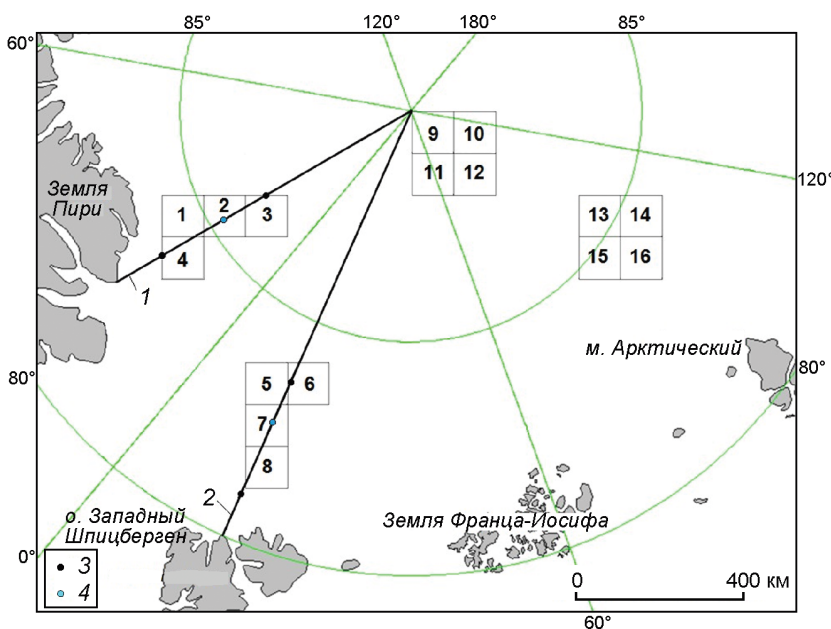 85° 120° 180° 85°
60°
9 10
11 12
120°
Земля
Пири
1 2 3
4
13 14
15 16
1
м. Арктический
80°
80°
5 6
7
8
2
о. Западный
Шпицберген
Земля Франца-Иосифа
0°
3
4
0 400 км
60°